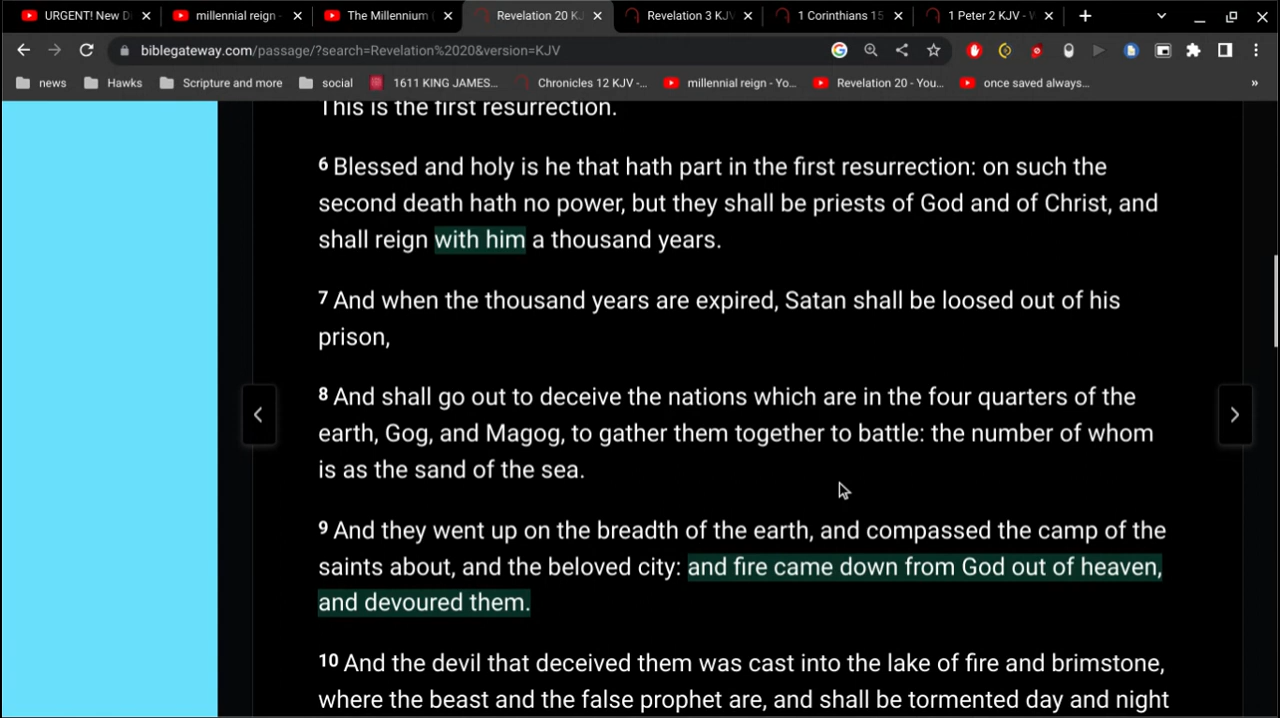 URGENT! New D
millennial reign -
The Millennium (
Revelation 20 KJ
Revelation 3 KJV
1 Corinthians 15
1 Peter 2 KJV - W
biblegateway.com/passage/?search=Revelation%2020&version=KJV
news
Hawks
Scripture and more
social
1611 KING JAMES...
Chronicles 12 KJV -...
millennial reign - Yo...
Revelation 20 - You...
once saved always...
»
This is the first resurrection.
6 Blessed and holy is he that hath part in the first resurrection: on such the
second death hath no power, but they shall be priests of God and of Christ, and
shall reign with him a thousand years.
7 And when the thousand years are expired, Satan shall be loosed out of his
prison,
8 And shall go out to deceive the nations which are in the four quarters of the
earth, Gog, and Magog, to gather them together to battle: the number of whom
is as the sand of the sea.
9 And they went up on the breadth of the earth, and compassed the camp of the
saints about, and the beloved city: and fire came down from God out of heaven,
and devoured them.
10 And the devil that deceived them was cast into the lake of fire and brimstone,
where the beast and the false prophet are, and shall be tormented day and night